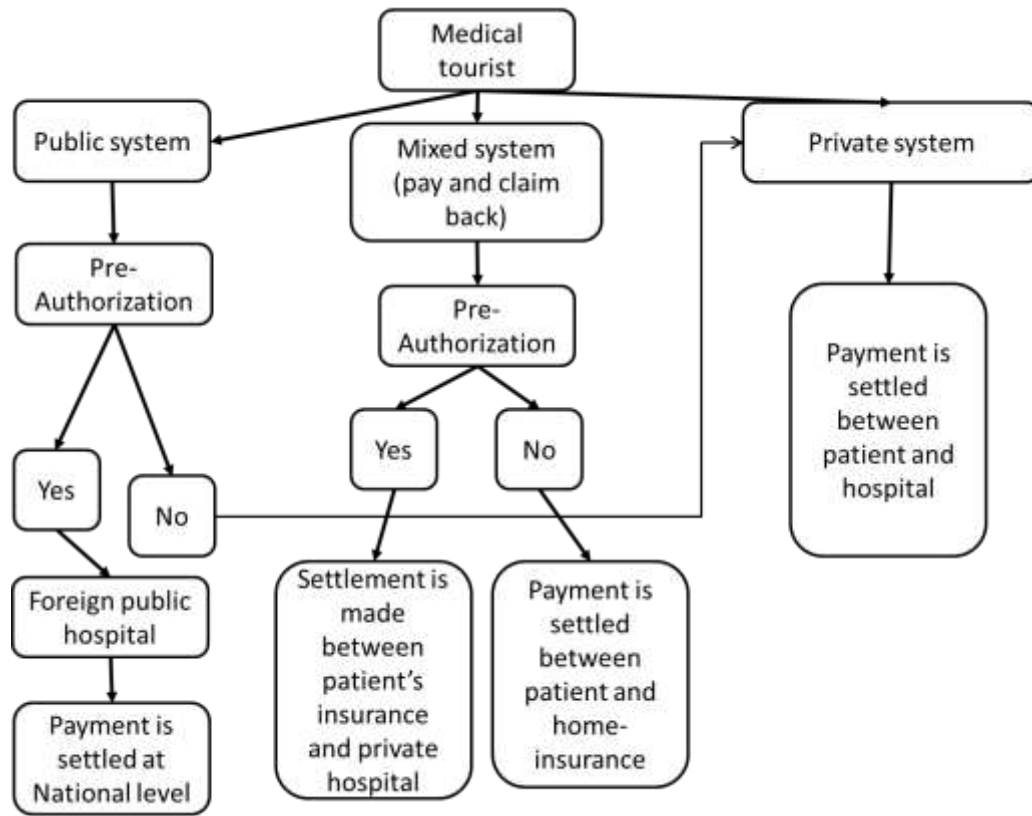 Medical
tourist
Public system
Mixed system
(pay and claim
back)
Private system
Pre-
Authorization
Pre-
Authorization
Payment is
settled
between
patient and
hospital
Yes
No
Yes
No
Foreign public
hospital
Settlement is
made
between
patient’s
insurance
and private
hospital
Payment is
settled
between
patient and
home-
insurance
Payment is
settled at
National level